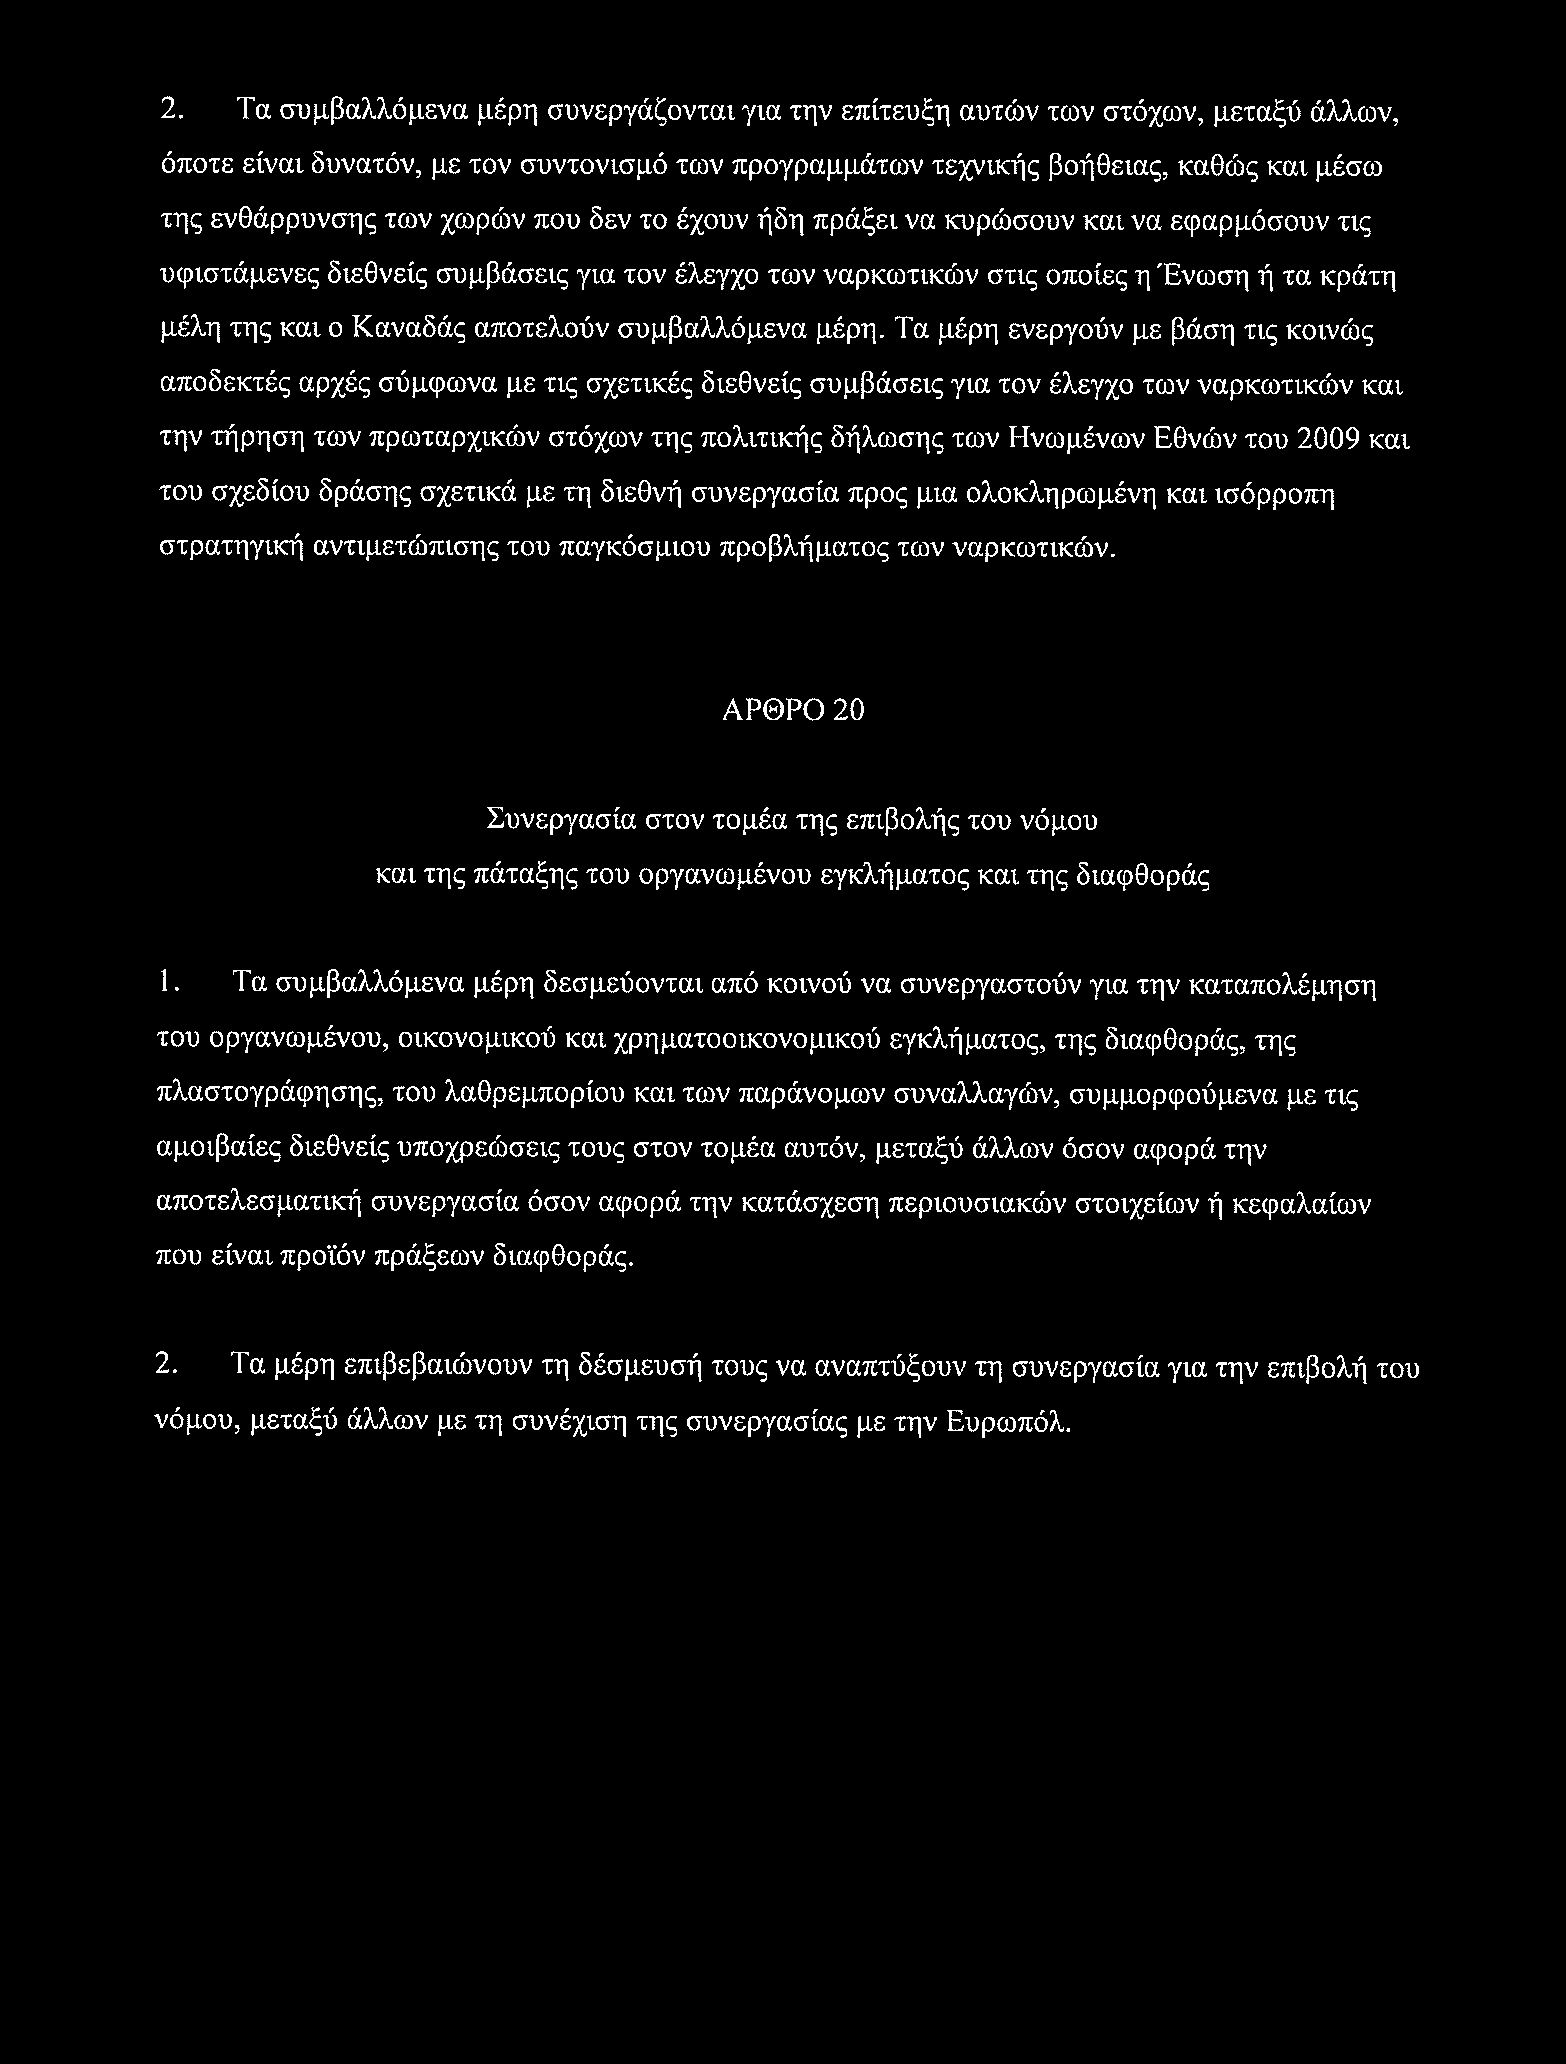 2. Τα συμβαλλόμενα μέρη συνεργάζονται για την επίτευξη αυτών των στόχων, μεταξύ άλλων,
όποτε είναι δυνατόν, με τον συντονισμό των προγραμμάτων τεχνικής βοήθειας, καθώς και μέσω
της ενθάρρυνσης των χωρών που δεν το έχουν ήδη πράξει να κυρώσουν και να εφαρμόσουν τις
υφιστάμενες διεθνείς συμβάσεις για τον έλεγχο των ναρκωτικών στις οποίες η Ένωση ή τα κράτη
μέλη της και ο Καναδάς αποτελούν συμβαλλόμενα μέρη. Τα μέρη ενεργούν με βάση τις κοινώς
αποδεκτές αρχές σύμφωνα με τις σχετικές διεθνείς συμβάσεις για τον έλεγχο των ναρκωτικών και
την τήρηση των πρωταρχικών στόχων της πολιτικής δήλωσης των Ηνωμένων Εθνών του 2009 και
του σχεδίου δράσης σχετικά με τη διεθνή συνεργασία προς μια ολοκληρωμένη και ισόρροπη
στρατηγική αντιμετώπισης του παγκόσμιου προβλήματος των ναρκωτικών.
ΑΡΘΡΟ 20
Συνεργασία στον τομέα της επιβολής του νόμου
και της πάταξης του οργανωμένου εγκλήματος και της διαφθοράς
1. Τα συμβαλλόμενα μέρη δεσμεύονται από κοινού να συνεργαστούν για την καταπολέμηση
του οργανωμένου, οικονομικού και χρηματοοικονομικού εγκλήματος, της διαφθοράς, της
πλαστογράφησης, του λαθρεμπορίου και των παράνομων συναλλαγών, συμμορφούμενα με τις
αμοιβαίες διεθνείς υποχρεώσεις τους στον τομέα αυτόν, μεταξύ άλλων όσον αφορά την
αποτελεσματική συνεργασία όσον αφορά την κατάσχεση περιουσιακών στοιχείων ή κεφαλαίων
που είναι προϊόν πράξεων διαφθοράς.
2. Τα μέρη επιβεβαιώνουν τη δέσμευσή τους να αναπτύξουν τη συνεργασία για την επιβολή του
νόμου, μεταξύ άλλων με τη συνέχιση της συνεργασίας με την Ευρωπόλ.